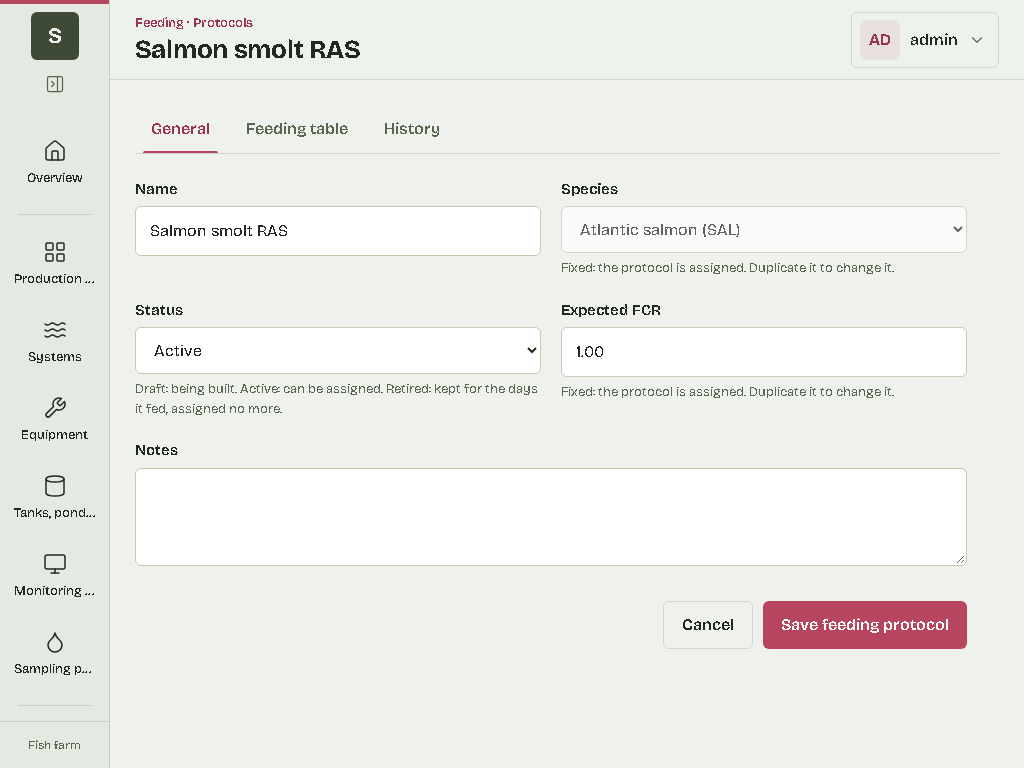 S
Feeding · Protocols
Salmon smolt RAS
AD
admin
General
Feeding table
History
Overview
Production ...
Systems
Equipment
Tanks, pond...
Monitoring ...
Sampling p...
Fish farm
Name
Salmon smolt RAS
Species
Atlantic salmon (SAL)
Fixed: the protocol is assigned. Duplicate it to change it.
Status
Active
Draft: being built. Active: can be assigned. Retired: kept for the days
it fed, assigned no more.
Expected FCR
1.00
Fixed: the protocol is assigned. Duplicate it to change it.
Notes
Cancel
Save feeding protocol